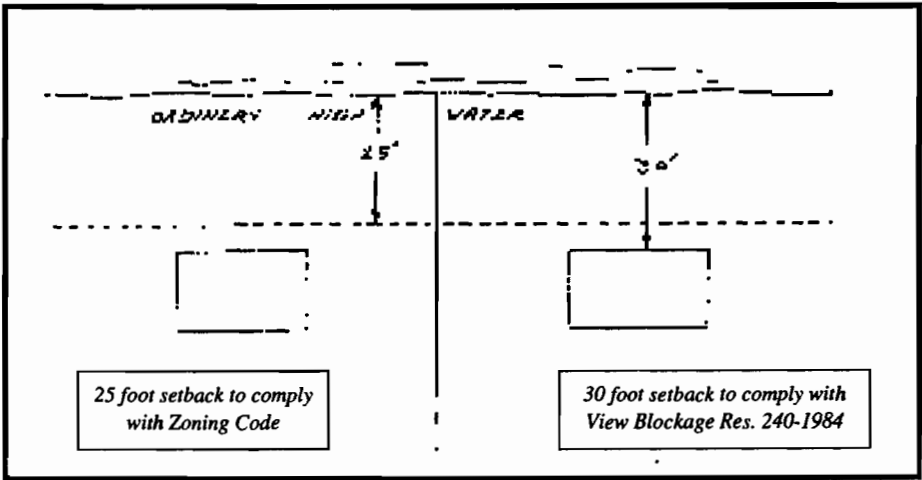 ORDINERY HIGH WATER
25'
30'
25 foot setback to comply
with Zoning Code
30 foot setback to comply with
View Blockage Res. 240-1984